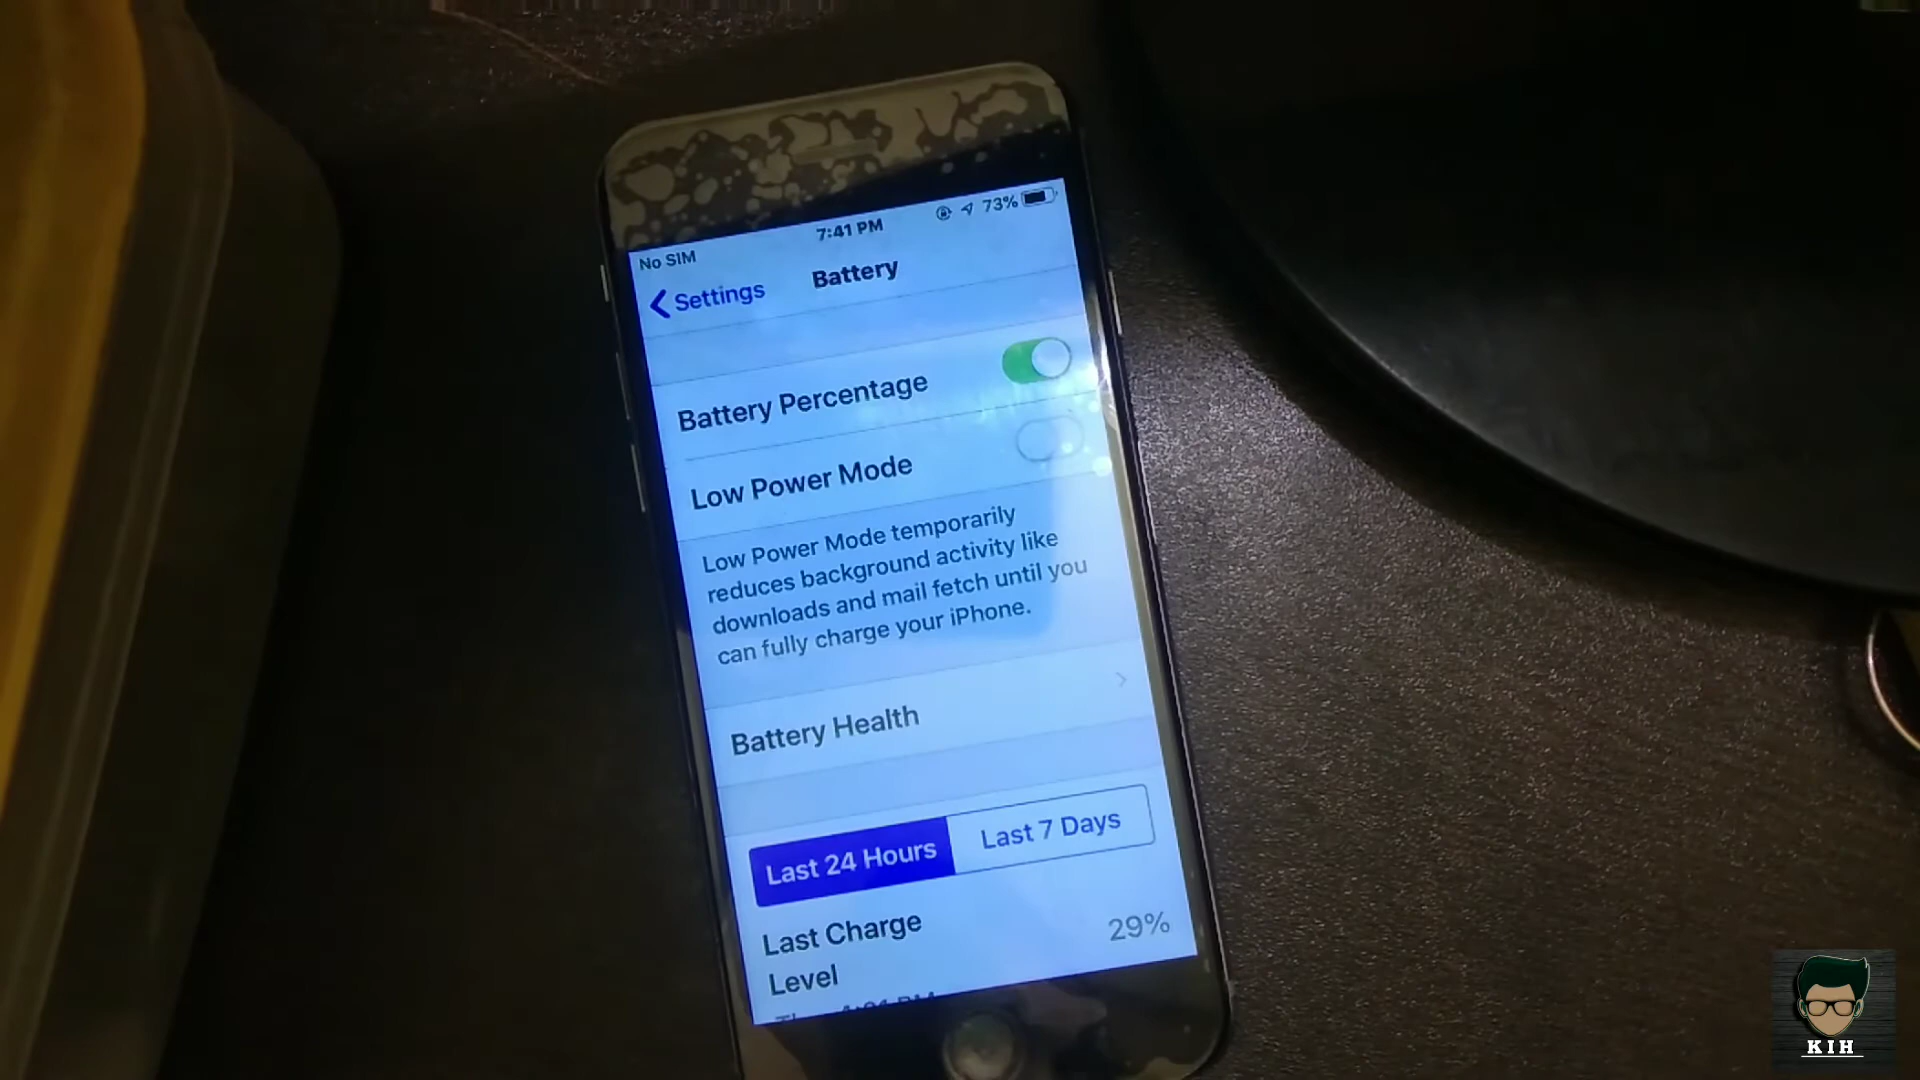 No SIM
7:41 PM
73%
Settings
Battery
Battery Percentage
Low Power Mode
Low Power Mode temporarily
reduces background activity like
downloads and mail fetch until you
can fully charge your iPhone.
Battery Health
Last 24 Hours
Last 7 Days
Last Charge
Level
29%
KIH